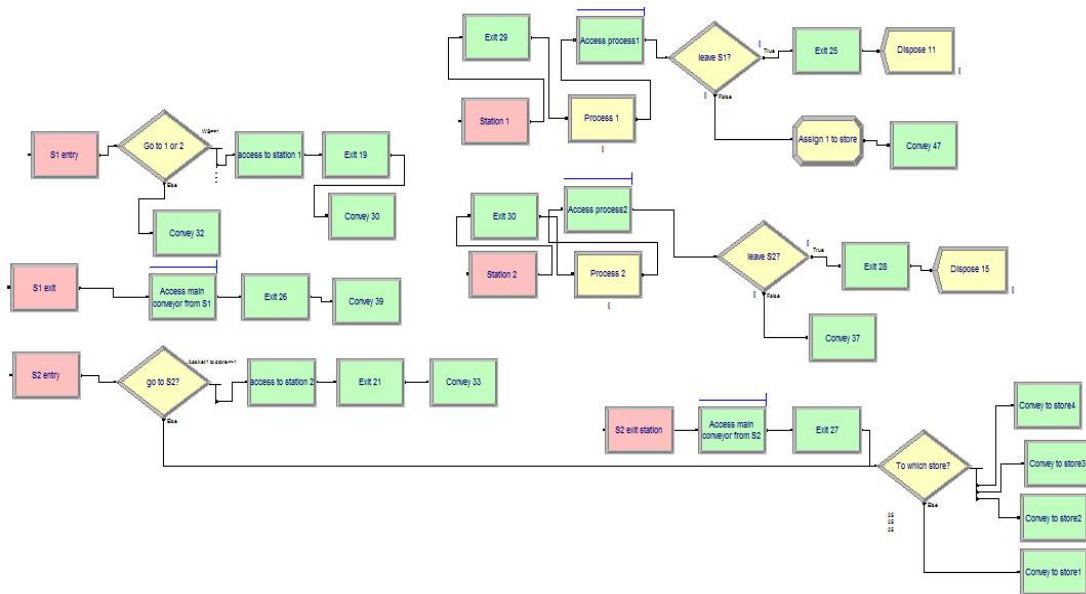 Exit 29
Access process1
leave S1?
True
Exit 25
Dispose 11
False
Station 1
Process 1
Assign 1 to store
Convey 47
S1 entry
Go to 1 or 2
Else
access to station 1
Exit 19
Convey 32
Convey 30
Exit 30
Access process2
leave S2?
True
Exit 28
Dispose 15
False
Station 2
Process 2
Convey 37
S1 exit
Access main
conveyor from S1
Exit 26
Convey 39
S2 entry
go to S2?
Else
access to station 2
Exit 21
Convey 33
S2 exit station
Access main
conveyor from S2
Exit 27
To which store?
Else
Convey to store4
Convey to store3
Convey to store2
Convey to store1